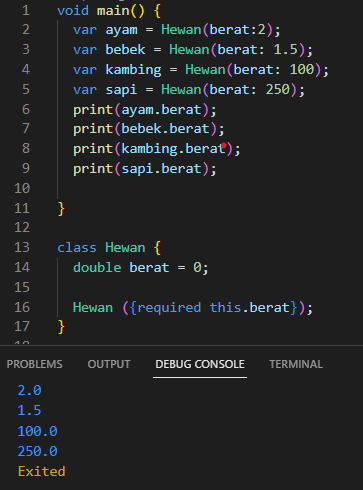 1 void main() {
2 var ayam = Hewan(berat:2);
3 var bebek = Hewan(berat: 1.5);
4 var kambing = Hewan(berat: 100);
5 var sapi = Hewan(berat: 250);
6 print(ayam.berat);
7 print(bebek.berat);
8 print(kambing.berat);
9 print(sapi.berat);
10
11 }
12
13 class Hewan {
14 double berat = 0;
15
16 Hewan ({required this.berat});
17 }
PROBLEMS OUTPUT DEBUG CONSOLE TERMINAL
2.0
1.5
100.0
250.0
Exited